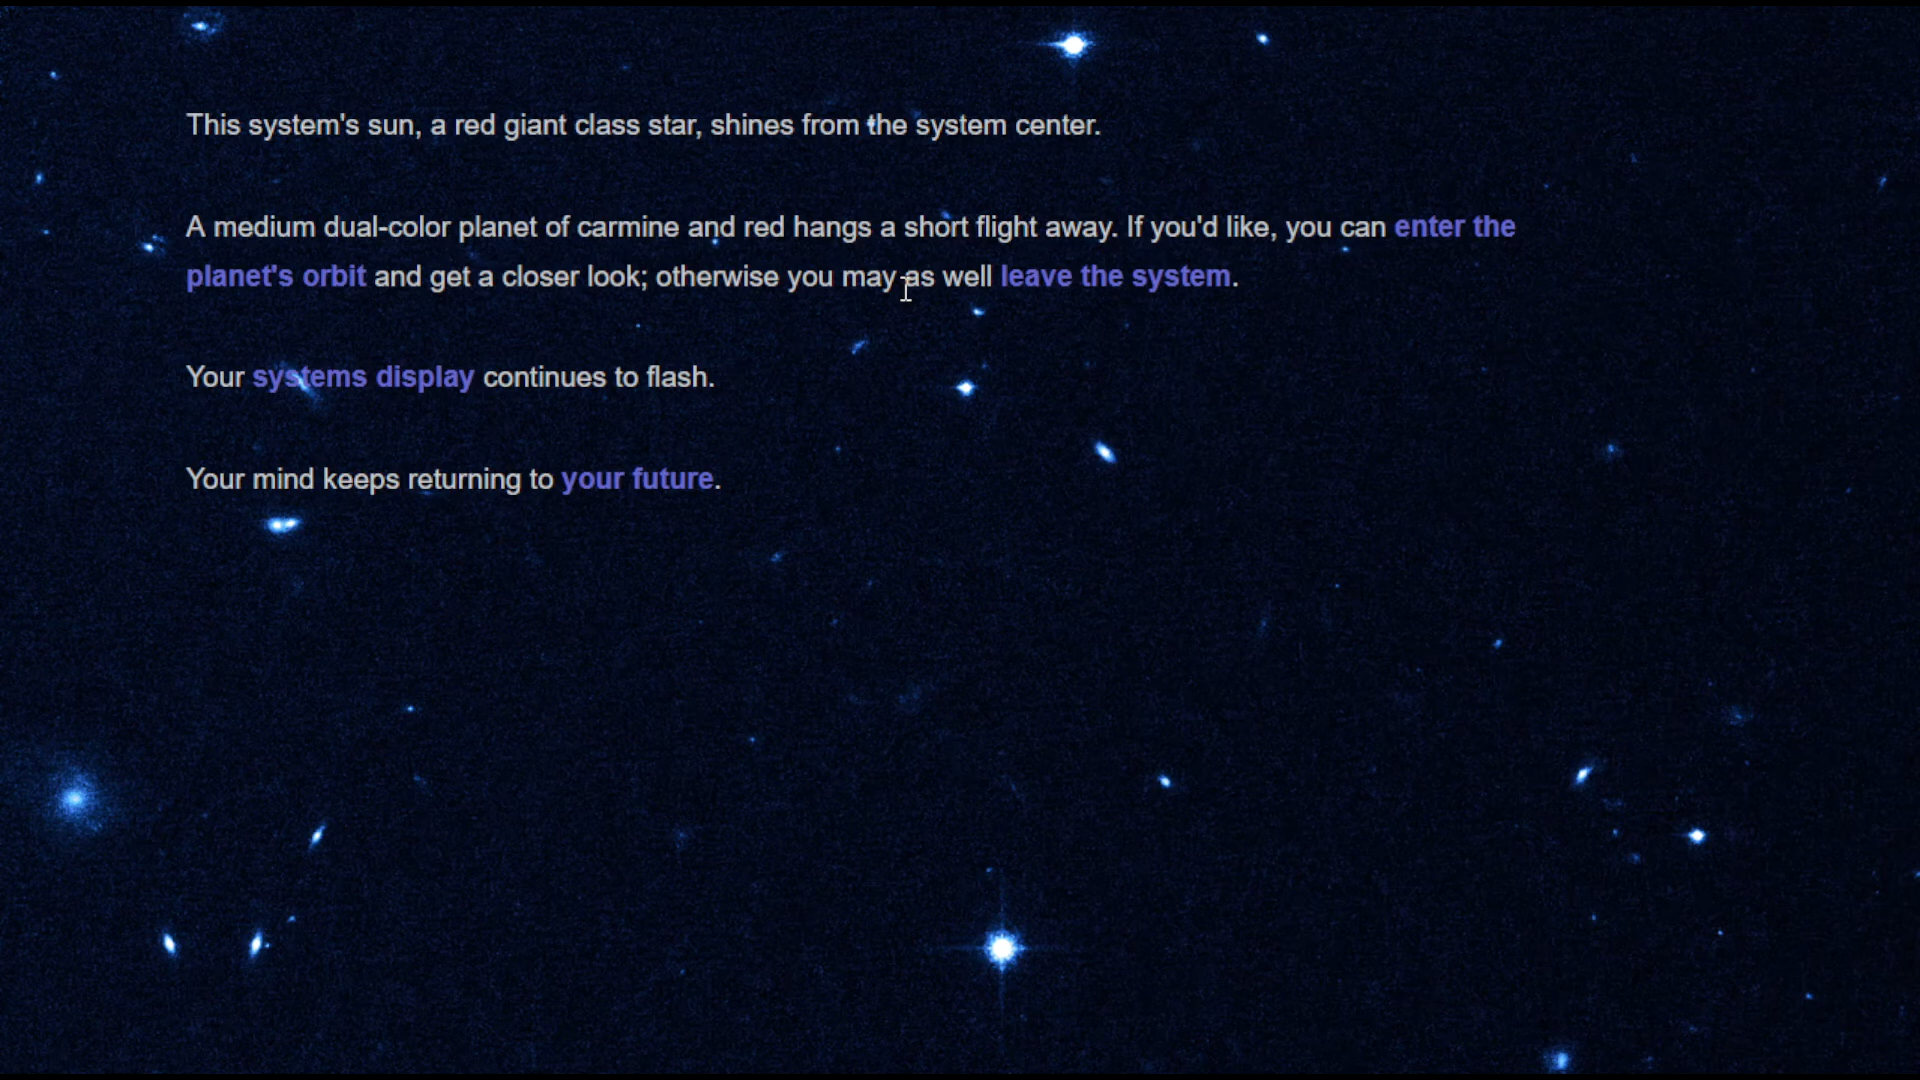 This system's sun, a red giant class star, shines from the system center.
A medium dual-color planet of carmine and red hangs a short flight away. If you'd like, you can enter the
planet's orbit and get a closer look; otherwise you may as well leave the system.
Your systems display continues to flash.
Your mind keeps returning to your future.